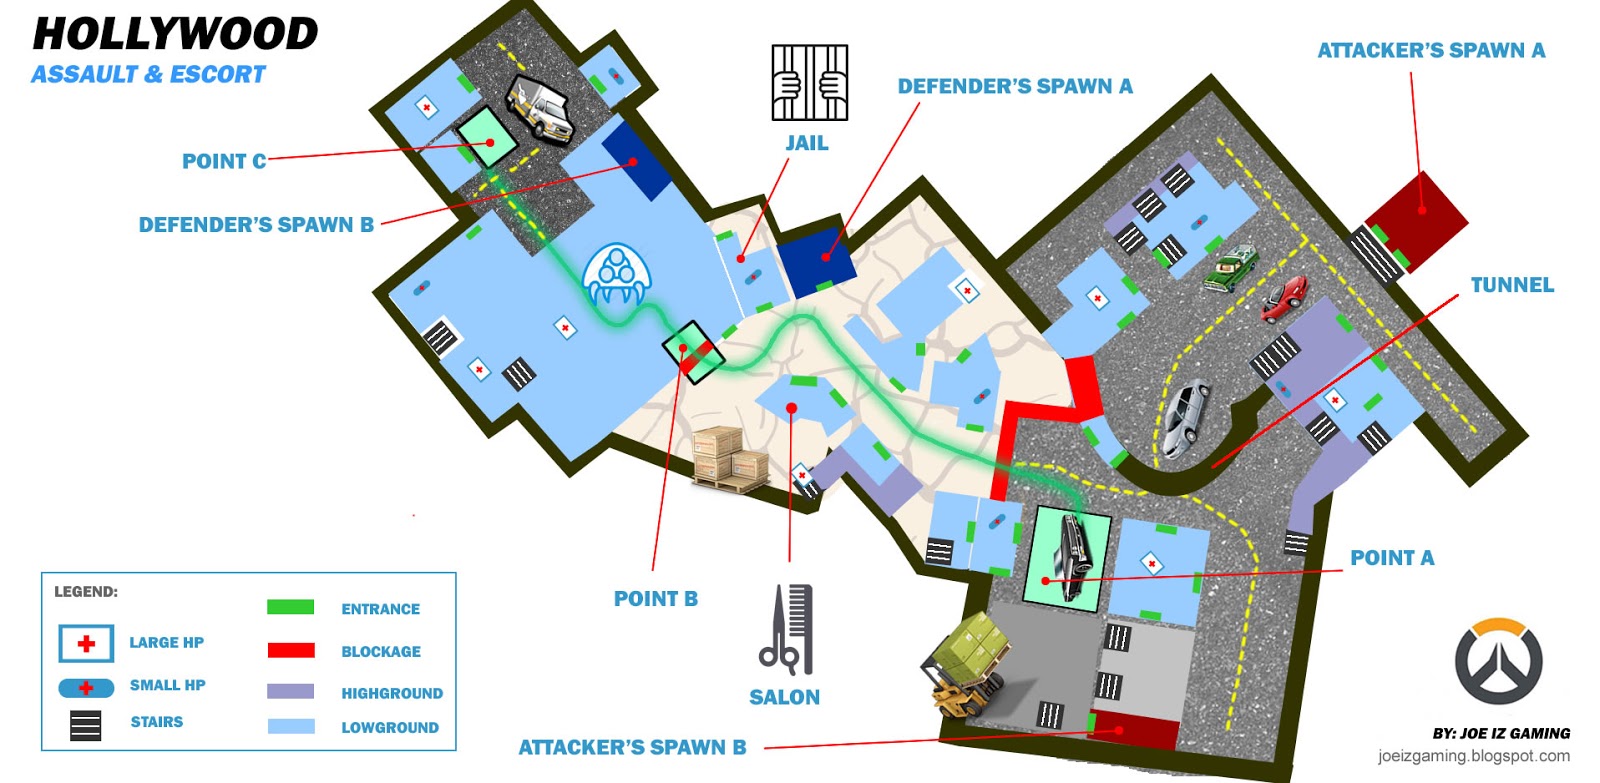 HOLLYWOOD
ASSAULT & ESCORT
ATTACKER'S SPAWN A
DEFENDER'S SPAWN A
JAIL
POINT C
DEFENDER'S SPAWN B
TUNNEL
POINT A
POINT B
SALON
ATTACKER'S SPAWN B
LEGEND:
LARGE HP
SMALL HP
STAIRS
ENTRANCE
BLOCKAGE
HIGHGROUND
LOWGROUND
BY: JOE IZ GAMING
joeizgaming.blogspot.com